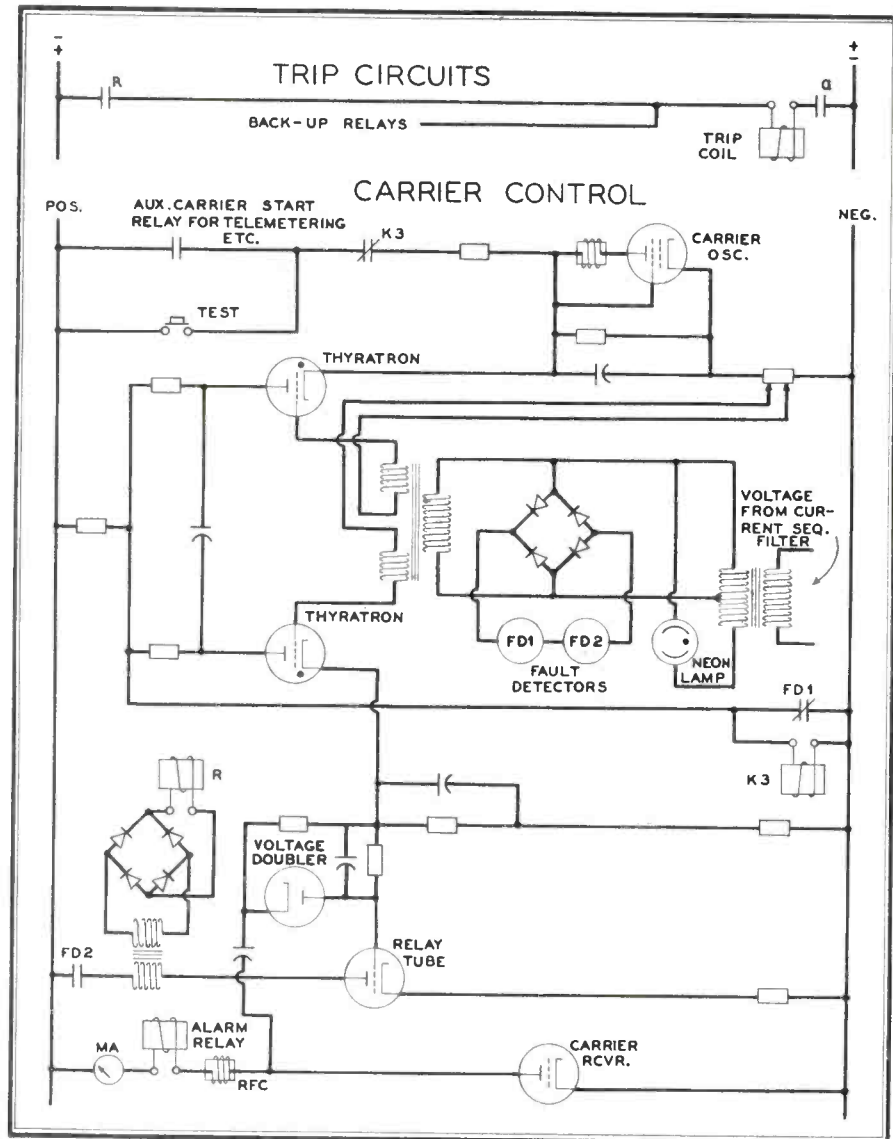 TRIP CIRCUITS
R
a
BACK-UP RELAYS
TRIP
COIL
CARRIER CONTROL
POS.
NEG.
AUX. CARRIER START
RELAY FOR TELEMETERING
ETC.
K3
CARRIER
OSC.
TEST
THYRATRON
VOLTAGE
FROM CUR-
RENT SEQ.
FILTER
THYRATRON
FD1
FD2
FAULT
DETECTORS
NEON
LAMP
FD1
K3
R
VOLTAGE
DOUBLER
FD2
RELAY
TUBE
ALARM
RELAY
MA
RFC
CARRIER
RCVR.